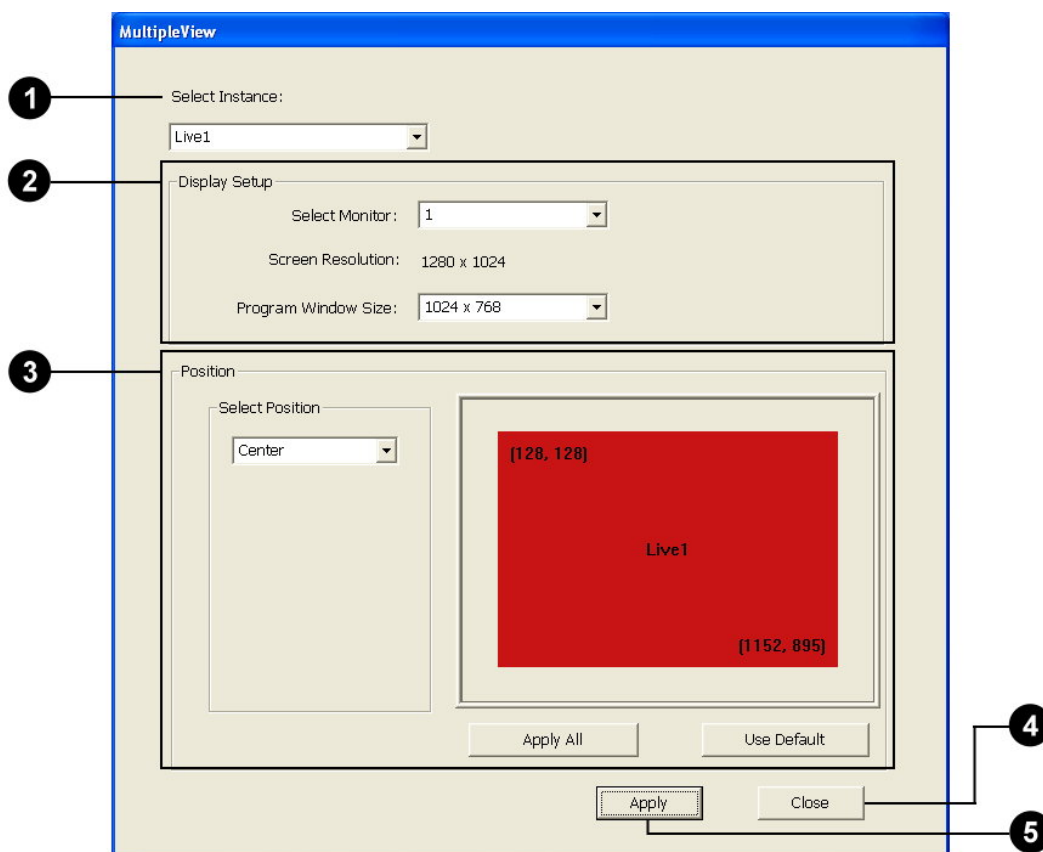 MultipleView
1
Select Instance:
Live1
2
Display Setup
Select Monitor: 1
Screen Resolution: 1280 x 1024
Program Window Size: 1024 x 768
3
Position
Select Position
Center
(128, 128)
Live1
(1152, 895)
Apply All Use Default
4
Apply Close
5